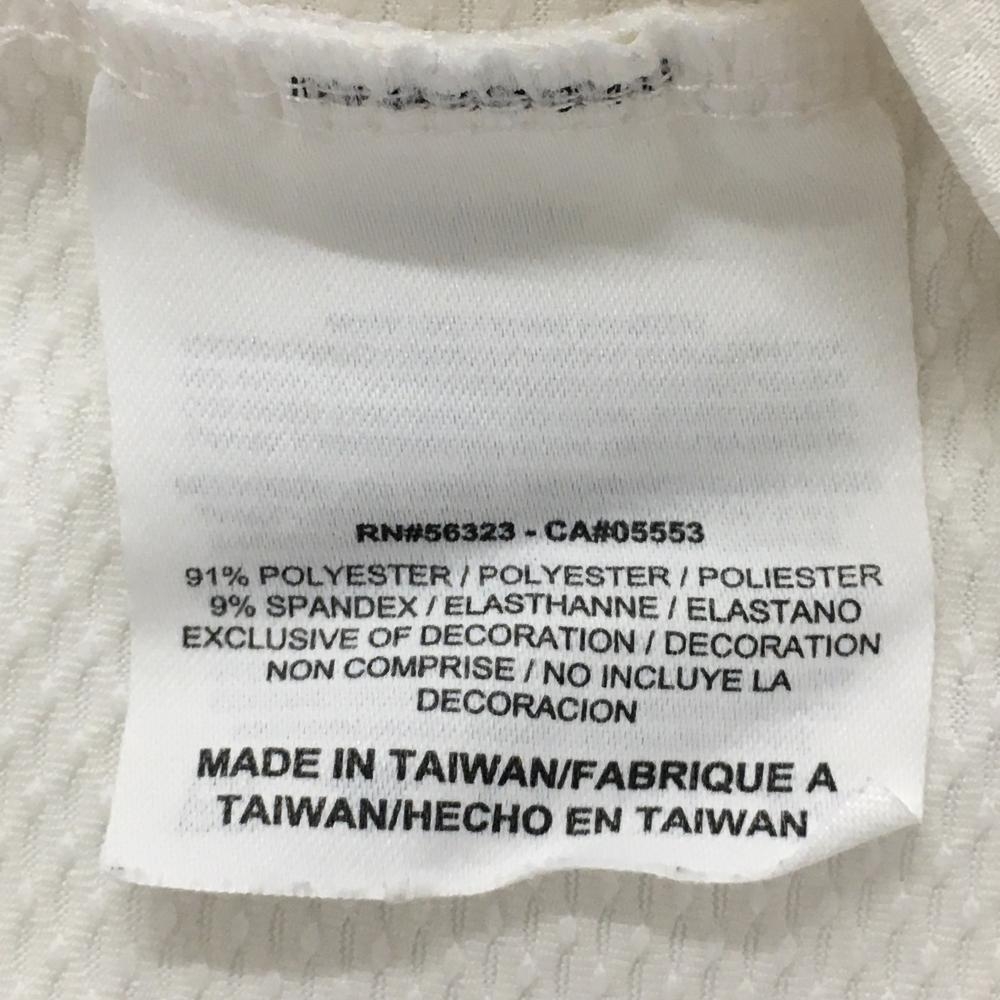 RN#56323 - CA#05553
91% POLYESTER / POLYESTER / POLIESTER
9% SPANDEX / ELASTHANNE / ELASTANO
EXCLUSIVE OF DECORATION / DECORATION
NON COMPRISE / NO INCLUYE LA
DECORACION
MADE IN TAIWAN/FABRIQUE A
TAIWAN/HECHO EN TAIWAN